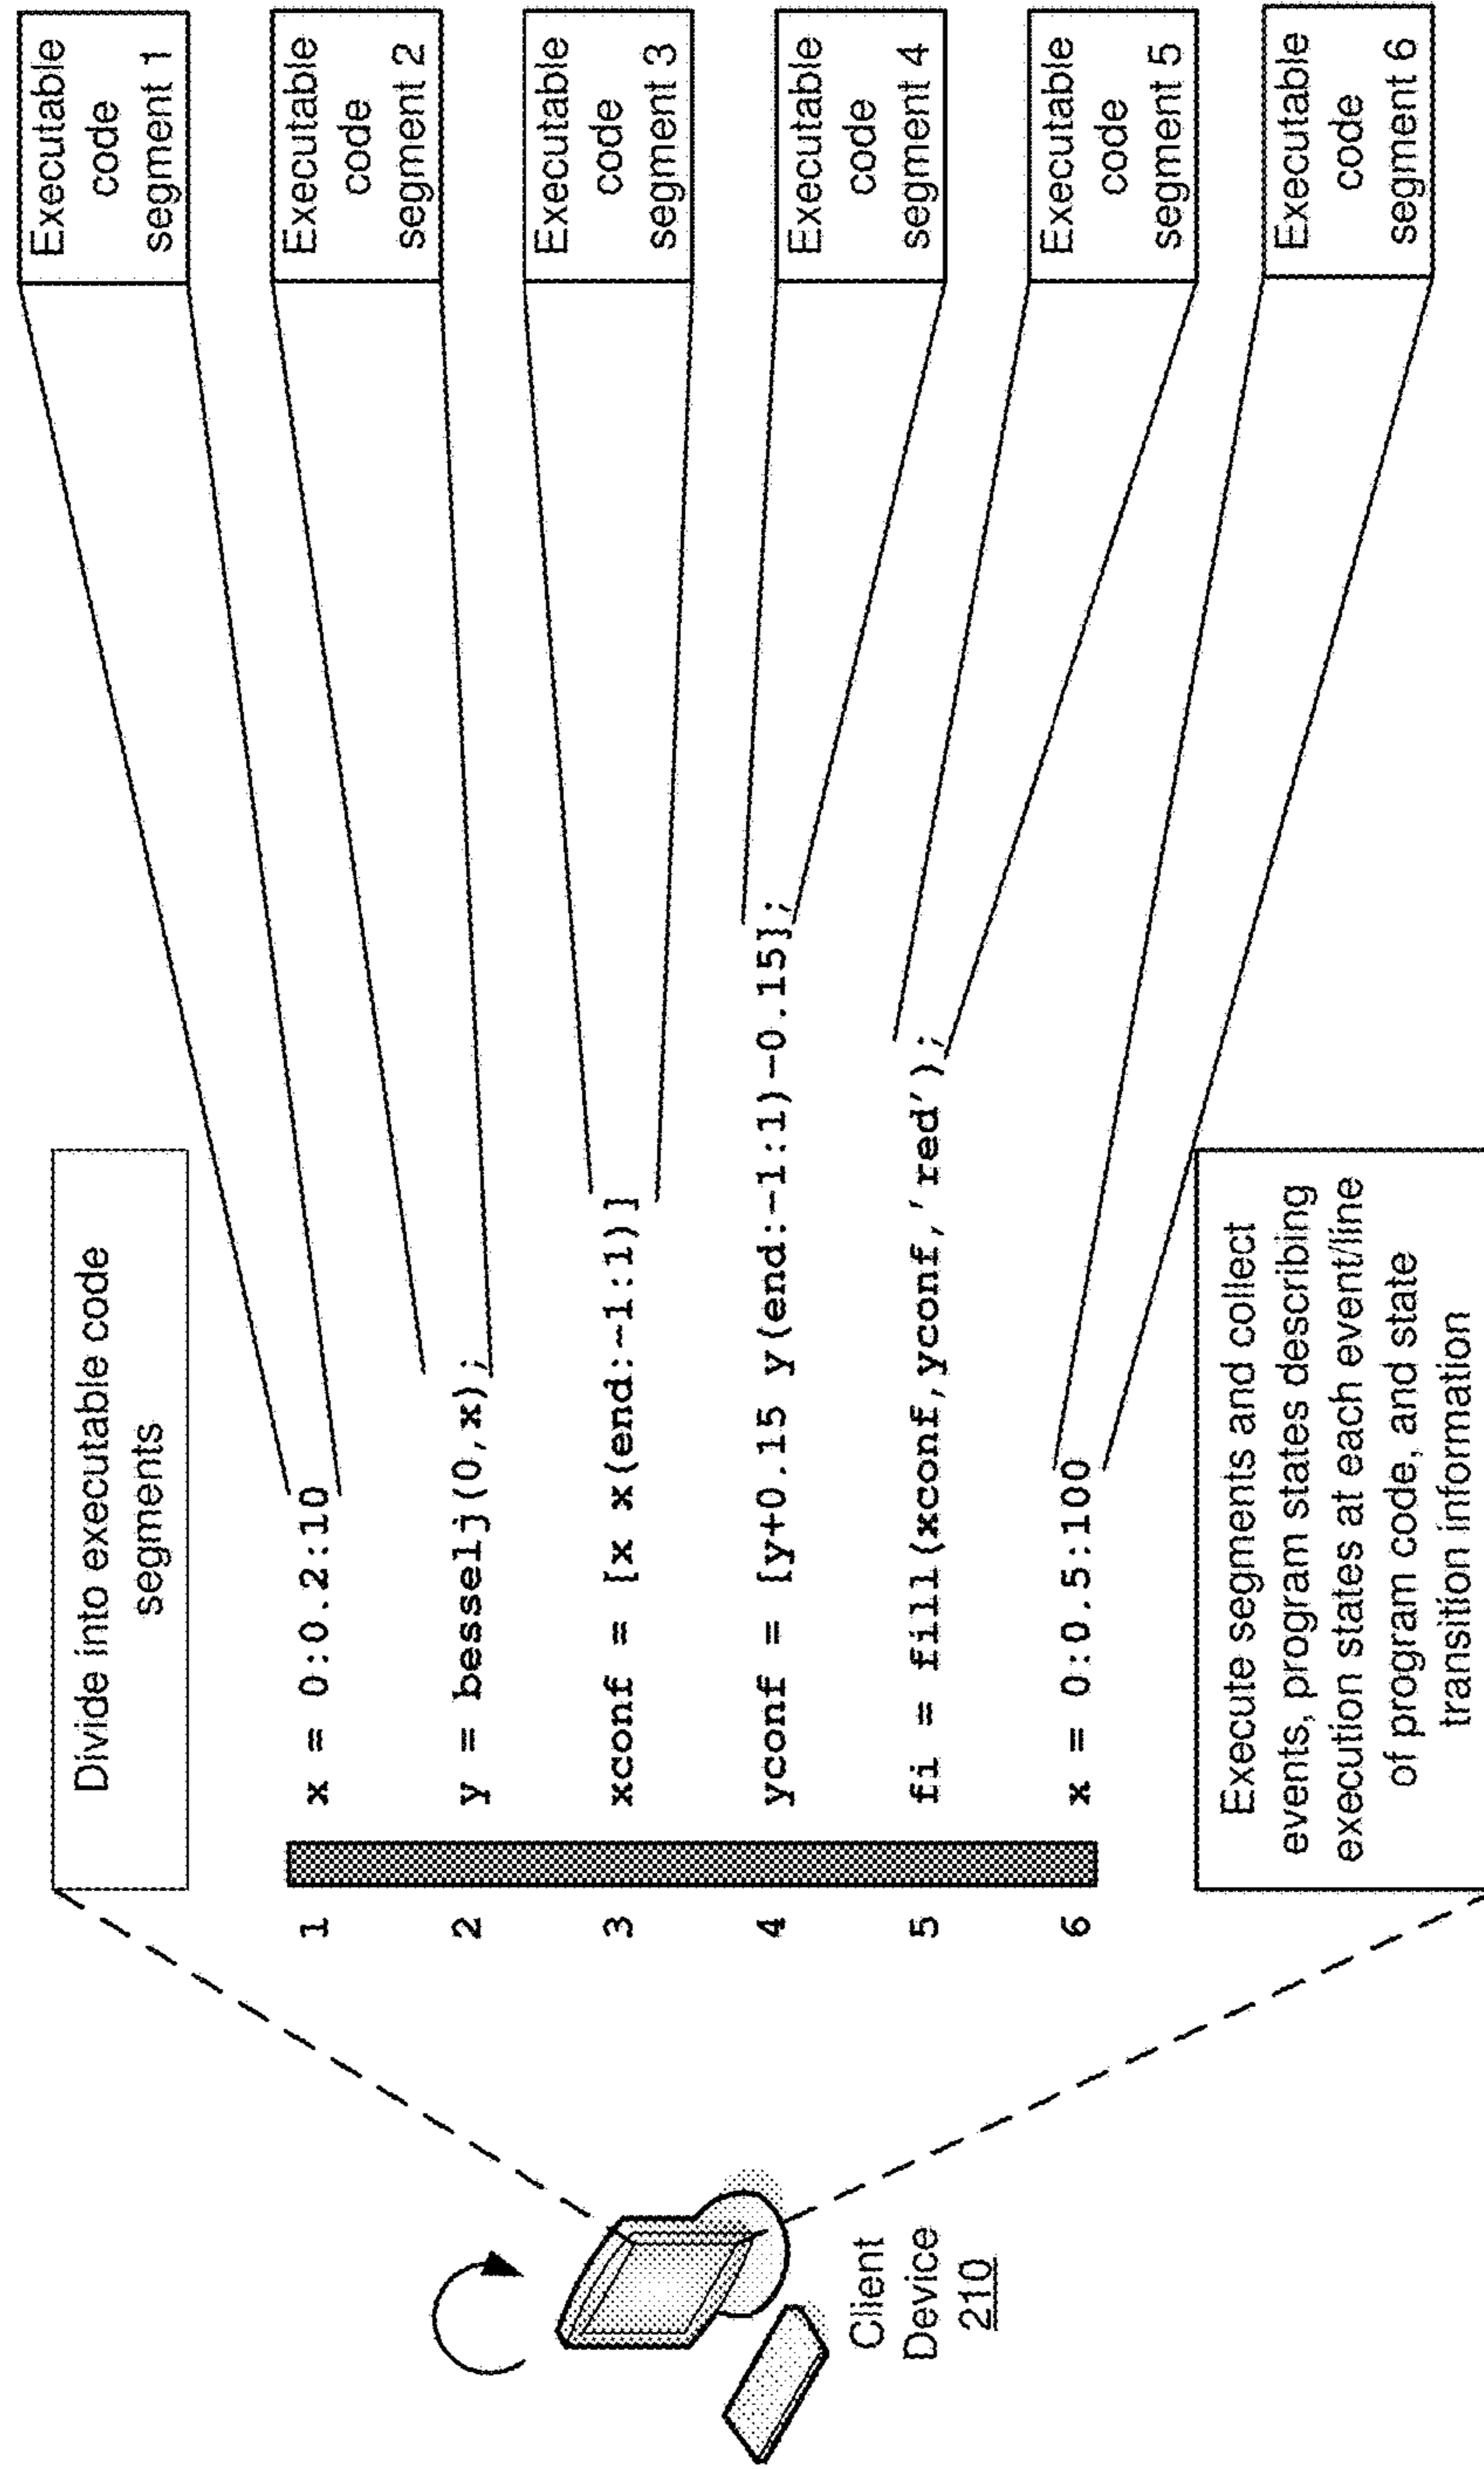 Divide into executable code
segments
1 x = 0:0.2:10
2 y = besselj(0,x);
3 xconf = [x x(end:-1:1)]
4 yconf = [y+0.15 y(end:-1:1)-0.15];
5 fi = fill(xconf,yconf,'red');
6 x = 0:0.5:100
Executable
code
segment 1
Executable
code
segment 2
Executable
code
segment 3
Executable
code
segment 4
Executable
code
segment 5
Executable
code
segment 6
Execute segments and collect
events, program states describing
execution states at each event/line
of program code, and state
transition information
Client
Device
210